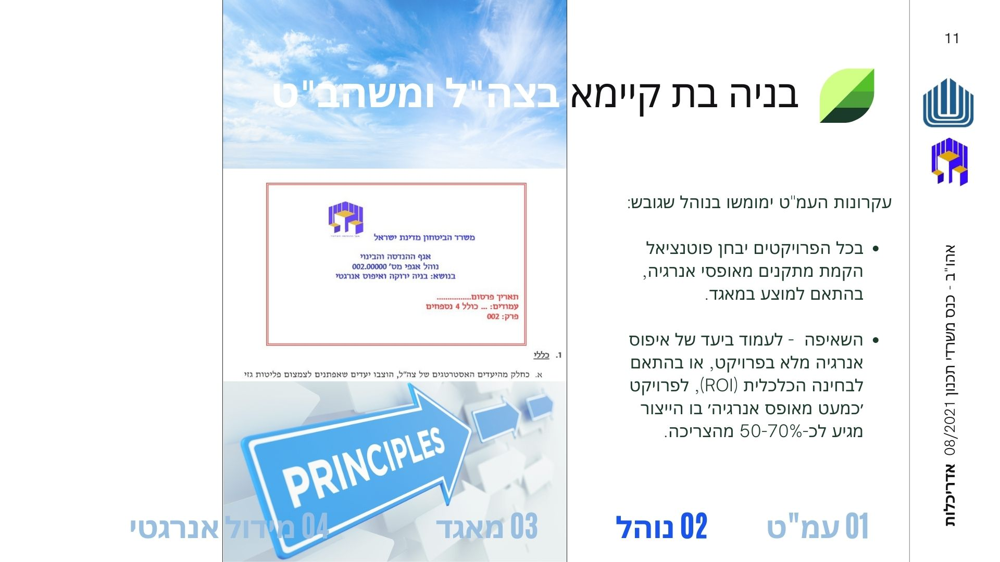 11
בניה בת קיימא בצה"ל ומשהב"ט
עקרונות העמ"ט ימומשו בנוהל שגובש:
• בכל הפרויקטים יבחן פוטנציאל
הקמת מתקנים מאופסי אנרגיה,
בהתאם למוצע במאגד.
• השאיפה - לעמוד ביעד של איפוס
אנרגיה מלא בפרויקט, או בהתאם
לבחינה הכלכלית (ROI), לפרויקט
'כמעט מאופס אנרגיה' בו הייצור
מגיע לכ-50-70% מהצריכה.
משרד הביטחון מדינת ישראל
אגף ההנדסה והבינוי
נוהל אגפי מס' 002.00000
בנושא: בניה ירוקה ואיפוס אנרגטי
תאריך פרסום................
עמודים: ... כולל 4 נספחים
פרק: 002
1. כללי
א. כחלק מהיעדים האסטרטגים של צה"ל, הוצבו יעדים שאפתנים לצמצום פליטות גזי
PRINCIPLES
01 עמ"ט
02 נוהל
03 מאגד
04 מידול אנרגטי
אדריכלות 08/2021 אהו"ב - כנס משרדי תכנון